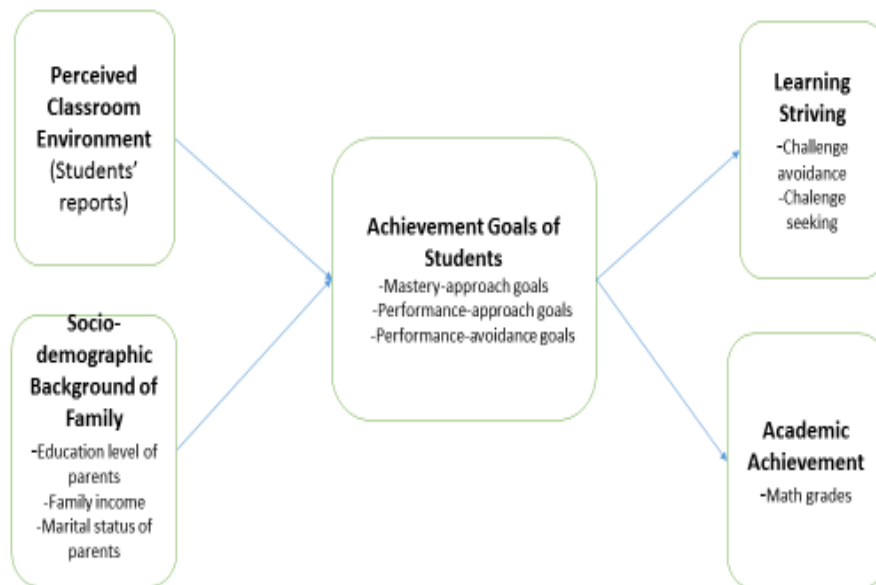 Perceived
Classroom
Environment
(Students'
reports)
Socio-
demographic
Background of
Family
-Education level of
parents
-Family income
-Marital status of
parents
Achievement Goals of
Students
-Mastery-approach goals
-Performance-approach goals
-Performance-avoidance goals
Learning
Striving
-Challenge
avoidance
-Chalenge
seeking
Academic
Achievement
-Math grades